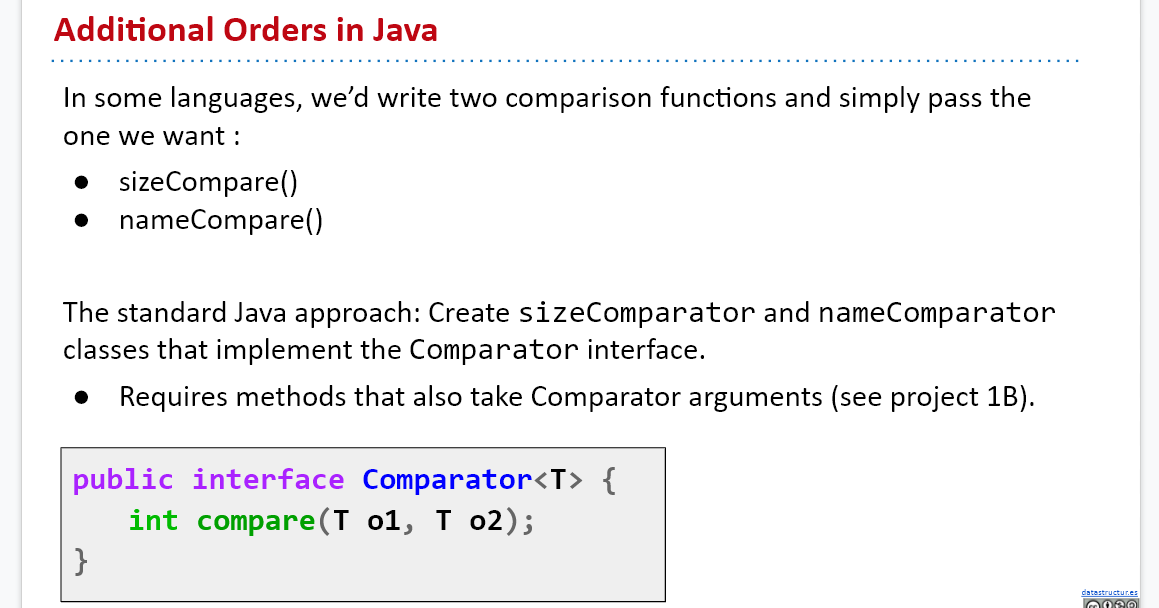 Additional Orders in Java
In some languages, we’d write two comparison functions and simply pass the
one we want :
● sizeCompare()
● nameCompare()
The standard Java approach: Create sizeComparator and nameComparator
classes that implement the Comparator interface.
● Requires methods that also take Comparator arguments (see project 1B).
public interface Comparator<T> {
int compare(T o1, T o2);
}
datastructur.es